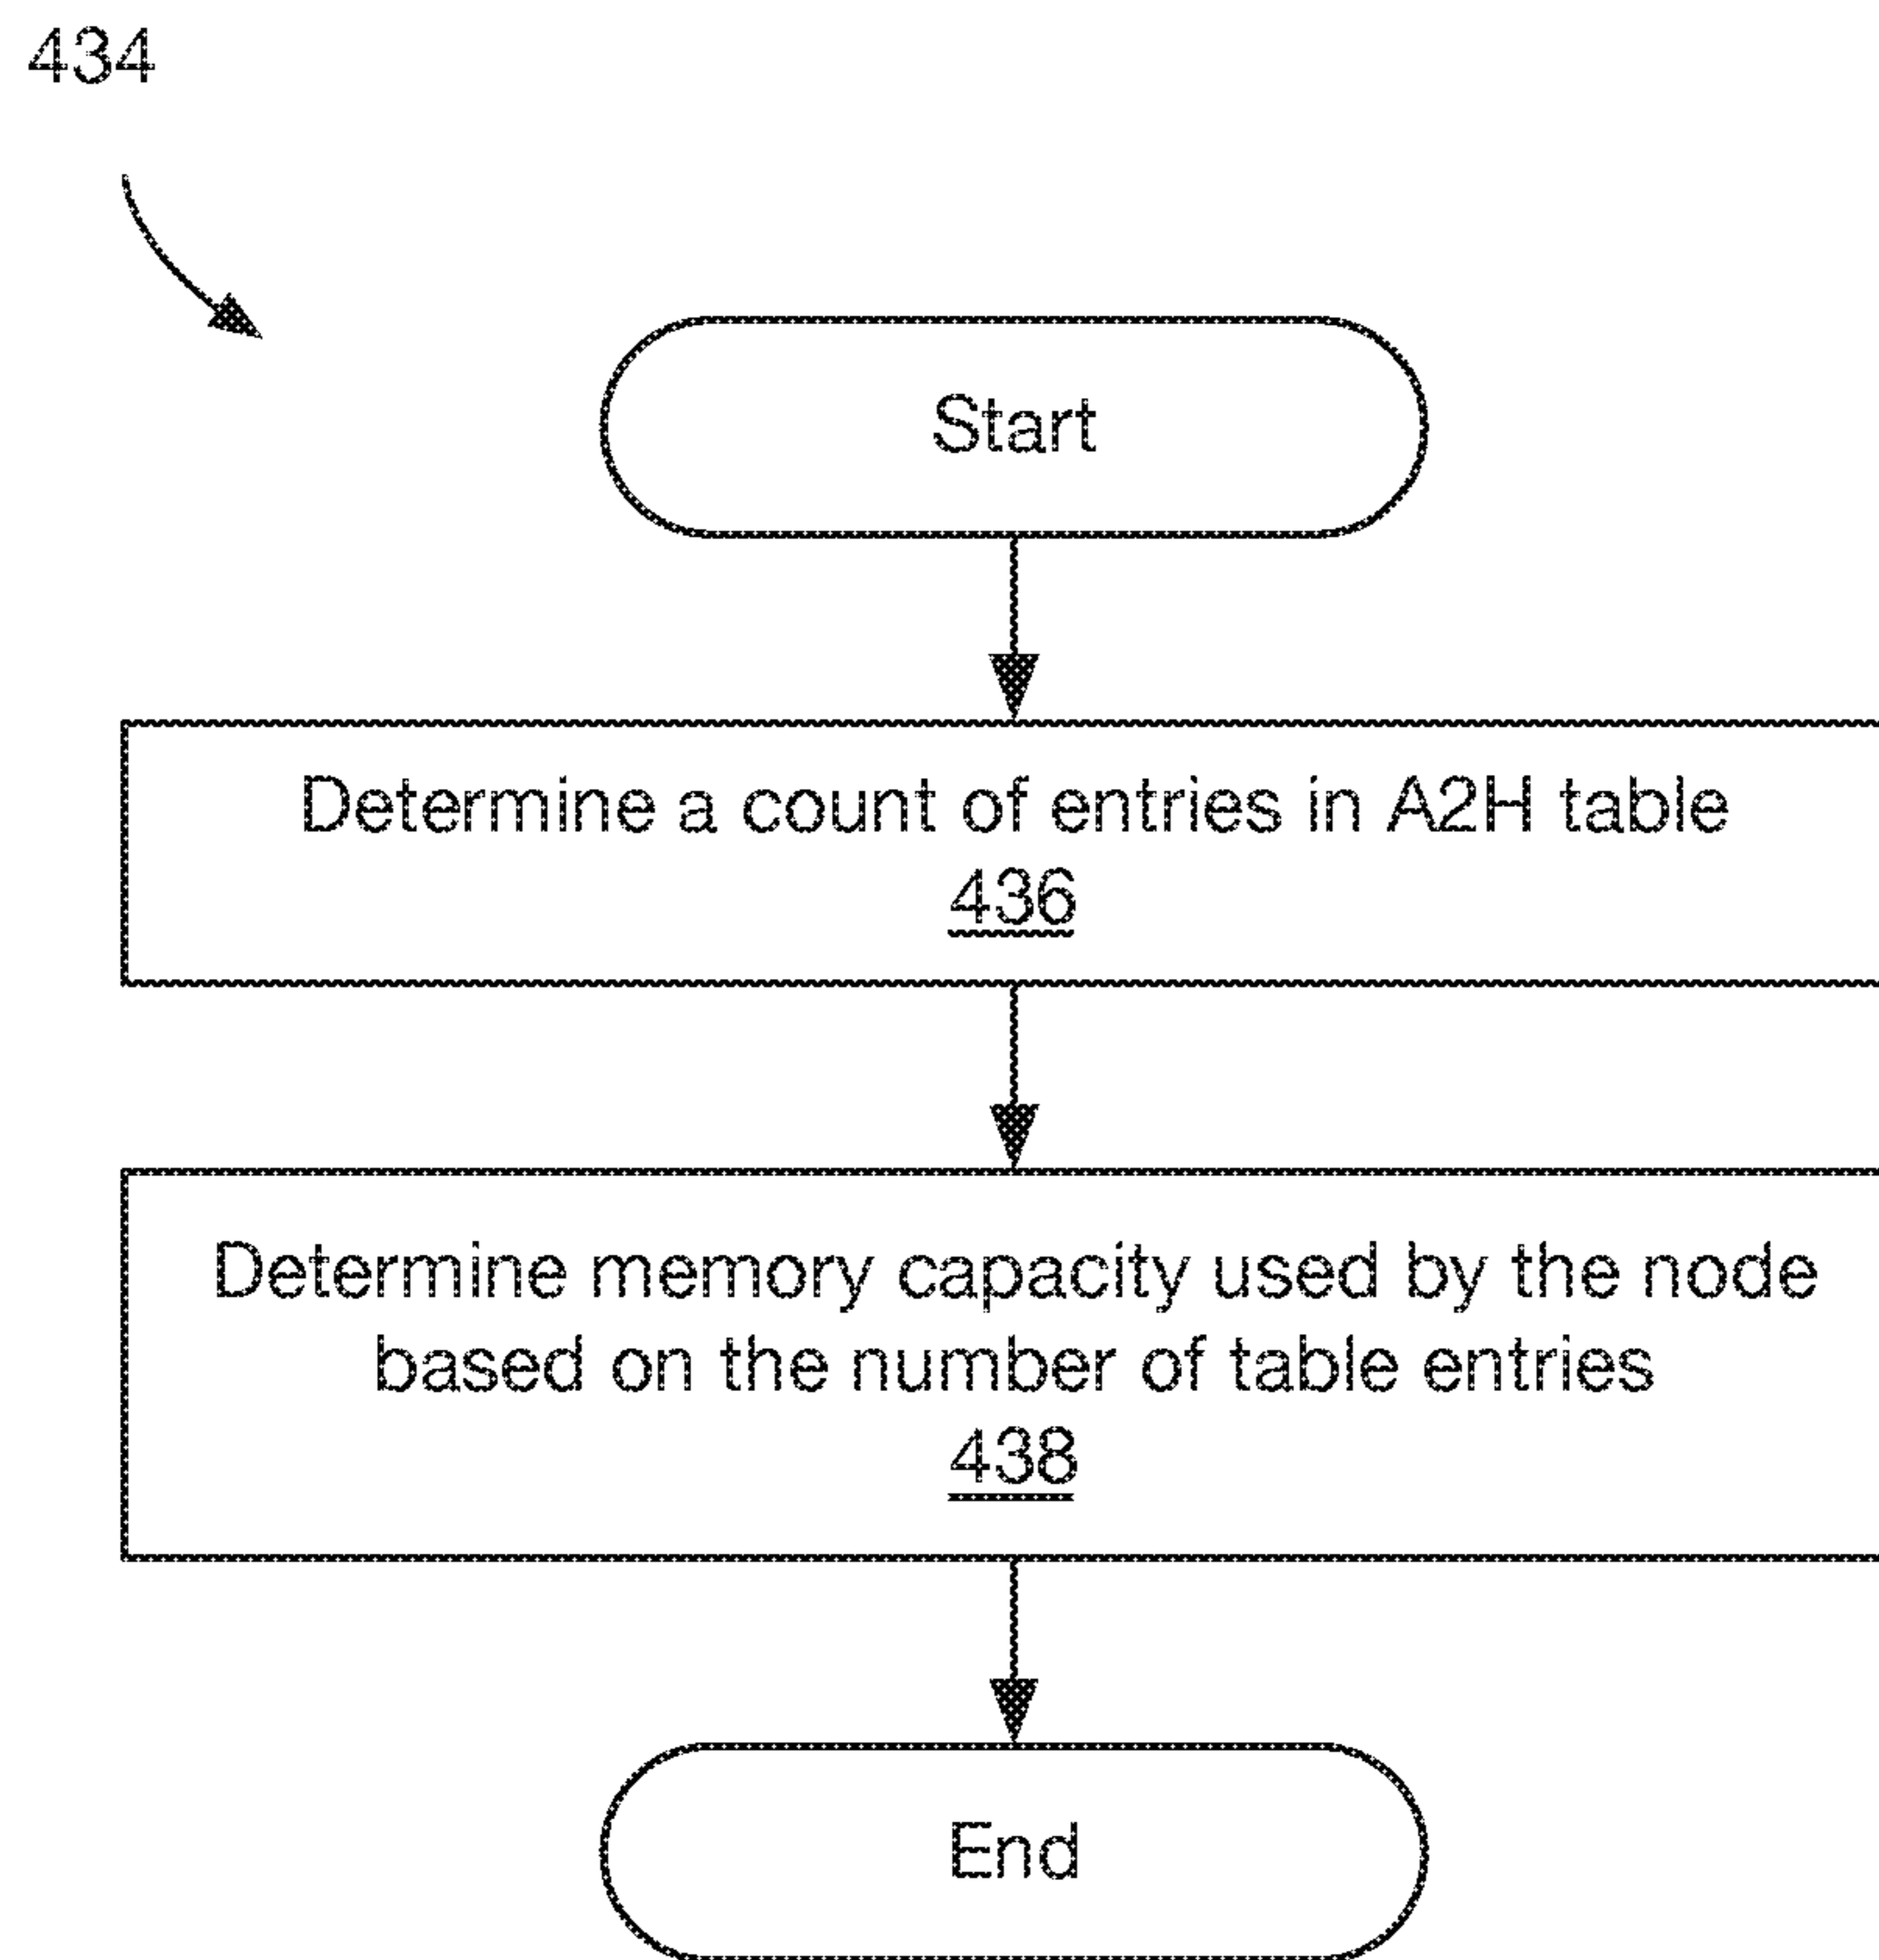 434
Start
Determine a count of entries in A2H table
436
Determine memory capacity used by the node
based on the number of table entries
438
End